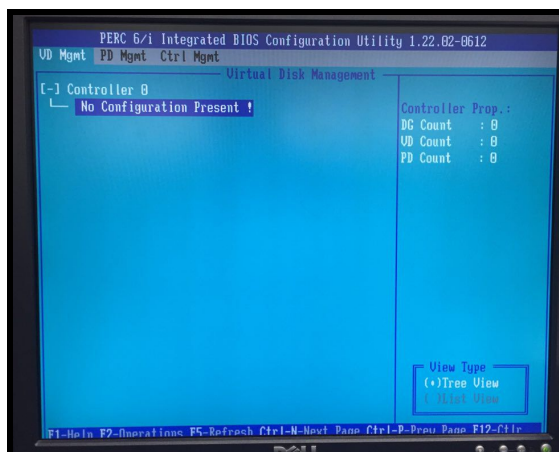 PERC 6/i Integrated BIOS Configuration Utility 1.22.02-0612
VD Mgmt PD Mgmt Ctrl Mgmt
Virtual Disk Management
[-] Controller 0
No Configuration Present !
Controller Prop.:
DG Count : 0
VD Count : 0
PD Count : 0
View Type
(•)Tree View
( )List View
F1-Help F2-Operations F5-Refresh Ctrl-N-Next Page Ctrl-P-Prev Page F12-Ctlr
DELL